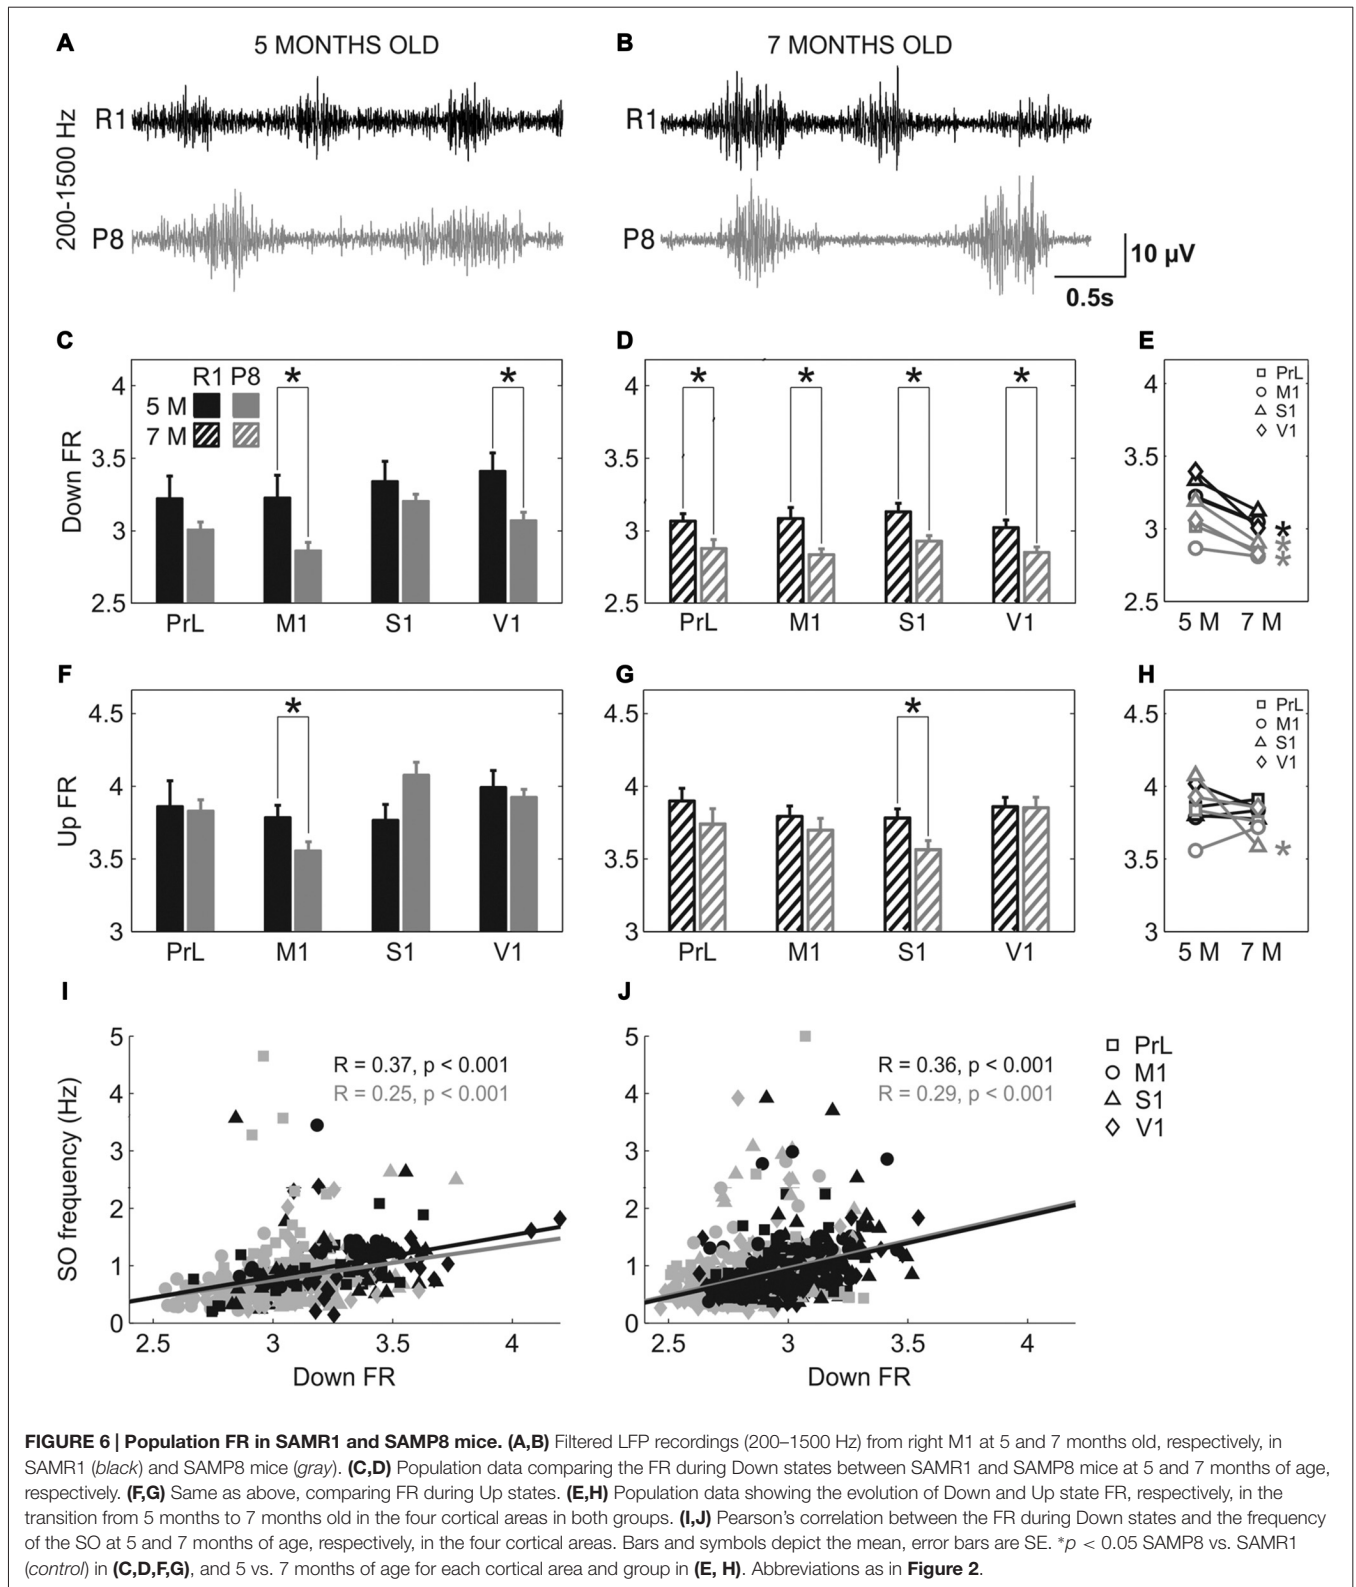 A 5 MONTHS OLD B 7 MONTHS OLD
200-1500 Hz
R1 R1
P8 P8
10 µV
0.5s
C D E
R1 P8
5 M
7 M
* * * * * *
Down FR
4
3.5
3
2.5
PrL M1 S1 V1
4
3.5
3
2.5
PrL M1 S1 V1
PrL
M1
S1
V1
4
3.5
3
2.5
*
*
*
5 M 7 M
F G H
Up FR
4.5
4
3.5
3
*
PrL M1 S1 V1
4.5
4
3.5
3
*
PrL M1 S1 V1
PrL
M1
S1
V1
4.5
4
3.5
3
*
5 M 7 M
I J
SO frequency (Hz)
5
4
3
2
1
0
R = 0.37, p < 0.001
R = 0.25, p < 0.001
2.5 3 3.5 4
Down FR
5
4
3
2
1
0
R = 0.36, p < 0.001
R = 0.29, p < 0.001
2.5 3 3.5 4
Down FR
PrL
M1
S1
V1
FIGURE 6 | Population FR in SAMR1 and SAMP8 mice. (A,B) Filtered LFP recordings (200–1500 Hz) from right M1 at 5 and 7 months old, respectively, in
SAMR1 (black) and SAMP8 mice (gray). (C,D) Population data comparing the FR during Down states between SAMR1 and SAMP8 mice at 5 and 7 months of age,
respectively. (F,G) Same as above, comparing FR during Up states. (E,H) Population data showing the evolution of Down and Up state FR, respectively, in the
transition from 5 months to 7 months old in the four cortical areas in both groups. (I,J) Pearson's correlation between the FR during Down states and the frequency
of the SO at 5 and 7 months of age, respectively, in the four cortical areas. Bars and symbols depict the mean, error bars are SE. *p < 0.05 SAMP8 vs. SAMR1
(control) in (C,D,F,G), and 5 vs. 7 months of age for each cortical area and group in (E, H). Abbreviations as in Figure 2.